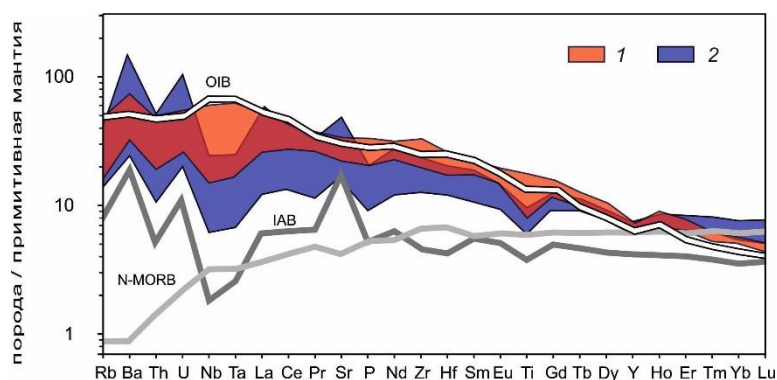 порода / примитивная мантия
100
10
1
OIB
IAB
N-MORB
1
2
Rb Ba Th U Nb Ta La Ce Pr Sr P Nd Zr Hf Sm Eu Ti Gd Tb Dy Y Ho Er Tm Yb Lu